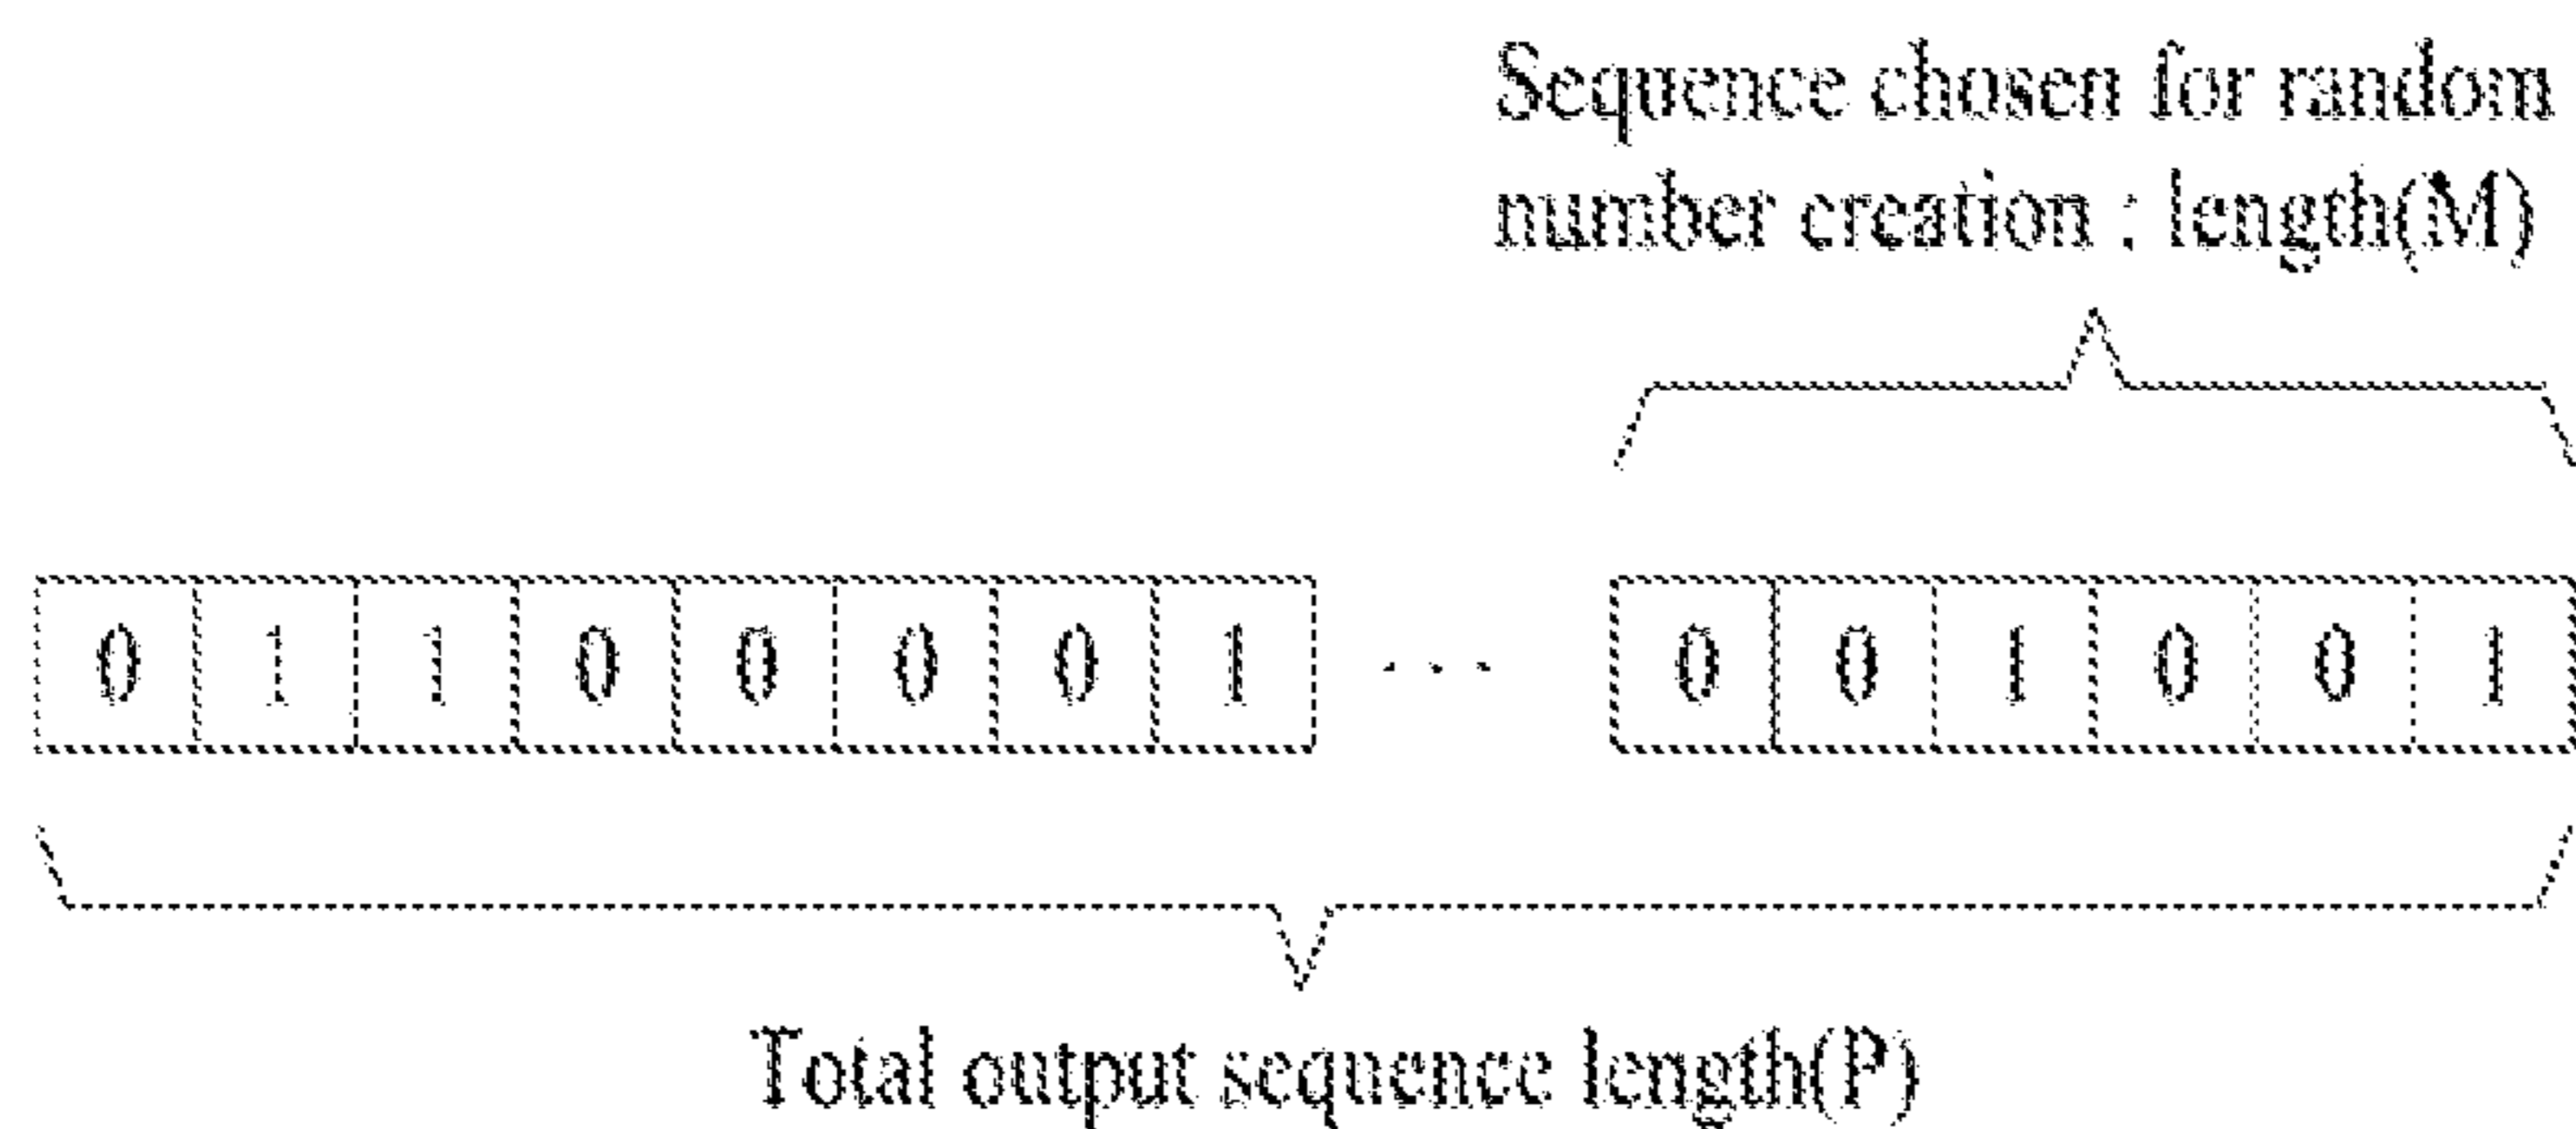 Sequence chosen for random
number creation : length(M)
0 1 1 0 0 0 0 1 ... 0 0 1 0 0 1
Total output sequence length(P)